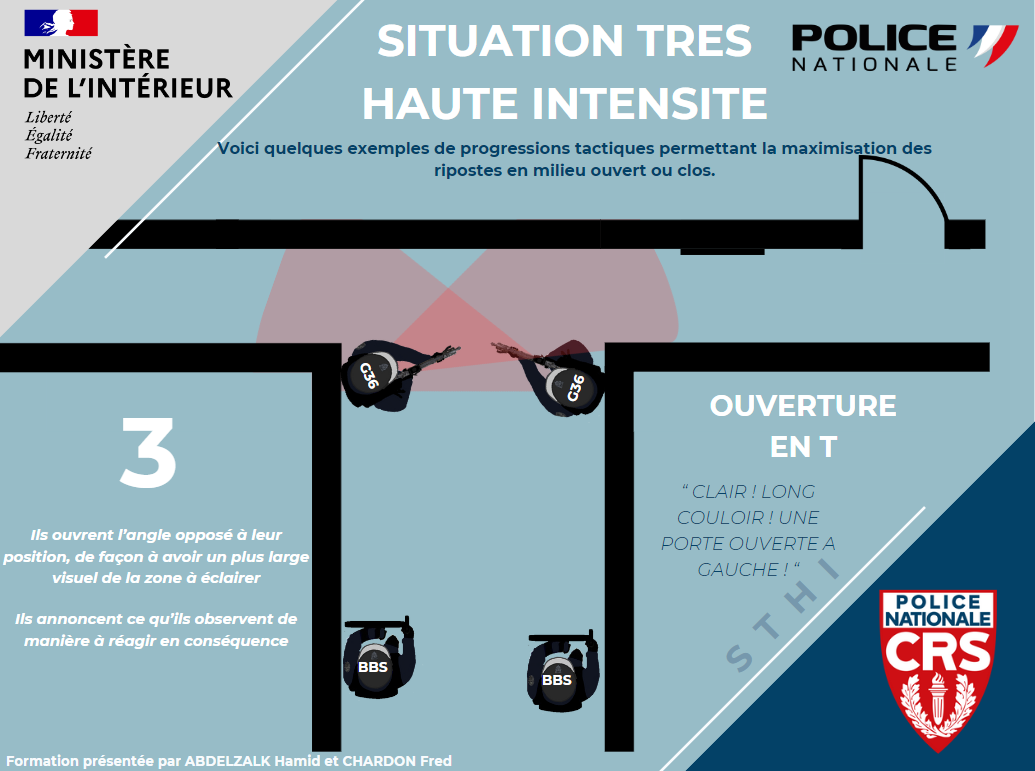 MINISTÈRE
DE L'INTÉRIEUR
Liberté
Égalité
Fraternité
SITUATION TRES
HAUTE INTENSITE
POLICE
NATIONALE
Voici quelques exemples de progressions tactiques permettant la maximisation des
ripostes en milieu ouvert ou clos.
G36
G36
3
Ils ouvrent l'angle opposé à leur
position, de façon à avoir un plus large
visuel de la zone à éclairer
Ils annoncent ce qu'ils observent de
manière à réagir en conséquence
OUVERTURE
EN T
“ CLAIR ! LONG
COULOIR ! UNE
PORTE OUVERTE A
GAUCHE ! “
STHI
BBS
BBS
POLICE
NATIONALE
CRS
Formation présentée par ABDELZALK Hamid et CHARDON Fred